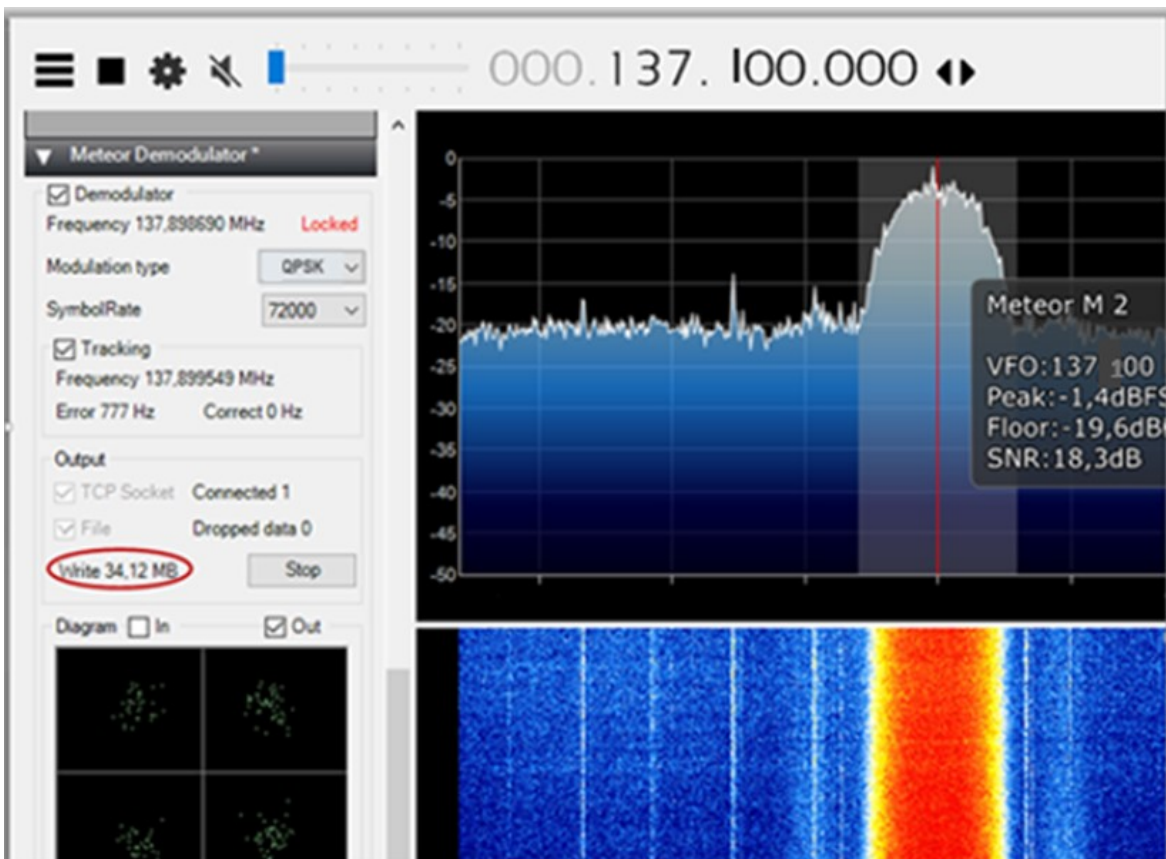 000.137.100.000
Meteor Demodulator *
Demodulator
Frequency 137,898690 MHz Locked
Modulation type QPSK
SymbolRate 72000
Tracking
Frequency 137,899549 MHz
Error 777 Hz Correct 0 Hz
Output
TCP Socket Connected 1
File Dropped data 0
Write 34,12 MB Stop
Diagram In Out
0
-5
-10
-15
-20
-25
-30
-35
-40
-45
-50
Meteor M 2
VFO:137 100
Peak:-1,4dBFS
Floor:-19,6dB
SNR:18,3dB